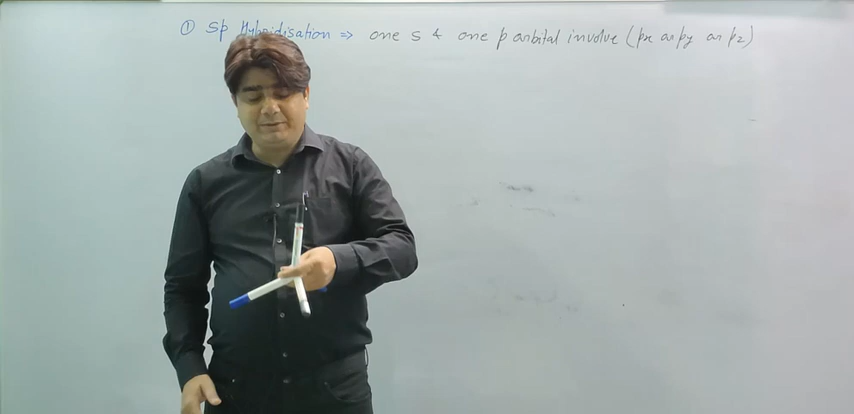 ① Sp Hybridisation ⇒ one s & one p orbital involve (px or py or pz)